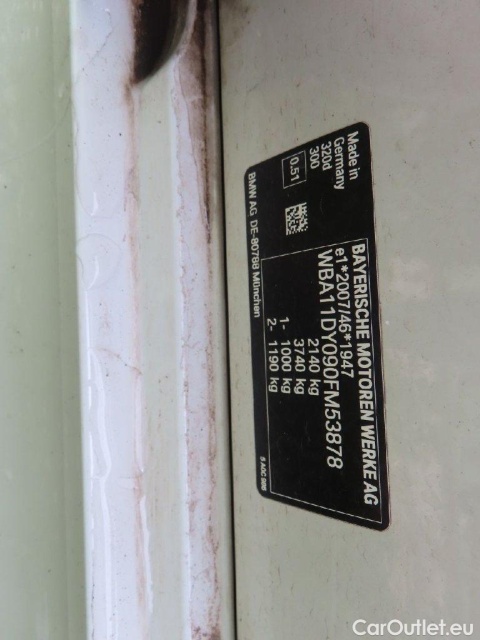 BAYERISCHE MOTOREN WERKE AG
e1*2007/46*1947
WBA11DY090FM53878
2140 kg
3740 kg
1- 1000 kg
2- 1190 kg
Made in
Germany
320d
300
0.51
BMW AG DE-80788 München
CarOutlet.eu